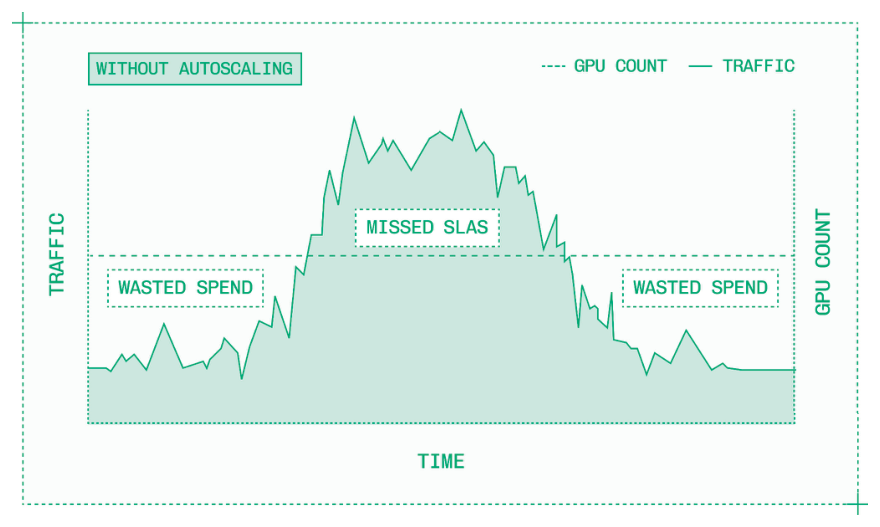 WITHOUT AUTOSCALING
GPU COUNT
TRAFFIC
TRAFFIC
GPU COUNT
MISSED SLAS
WASTED SPEND
WASTED SPEND
TIME